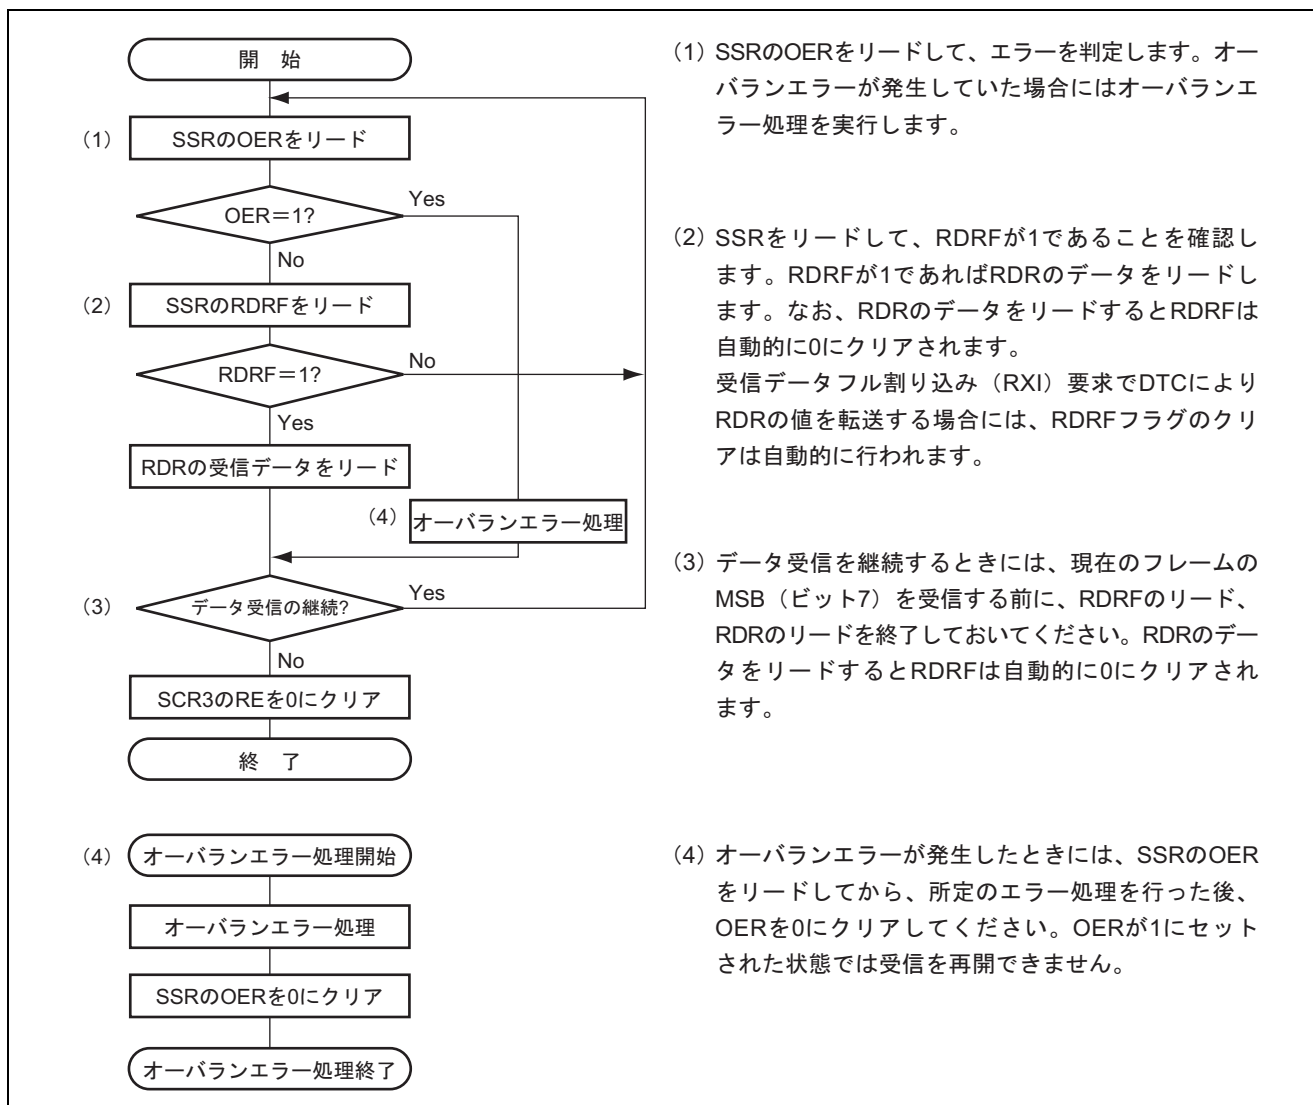 開　始
(1)
SSRのOERをリード
OER＝1?
Yes
No
(2)
SSRのRDRFをリード
RDRF＝1?
No
Yes
RDRの受信データをリード
(4)
オーバランエラー処理
(3)
データ受信の継続?
Yes
No
SCR3のREを0にクリア
終　了
(4)
オーバランエラー処理開始
オーバランエラー処理
SSRのOERを0にクリア
オーバランエラー処理終了
(1) SSRのOERをリードして、エラーを判定します。オー
バランエラーが発生していた場合にはオーバランエ
ラー処理を実行します。
(2) SSRをリードして、RDRFが1であることを確認し
ます。RDRFが1であればRDRのデータをリードし
ます。なお、RDRのデータをリードするとRDRFは
自動的に0にクリアされます。
受信データフル割り込み（RXI）要求でDTCにより
RDRの値を転送する場合には、RDRFフラグのクリ
アは自動的に行われます。
(3) データ受信を継続するときには、現在のフレームの
MSB（ビット7）を受信する前に、RDRFのリード、
RDRのリードを終了しておいてください。RDRのデー
タをリードするとRDRFは自動的に0にクリアされ
ます。
(4) オーバランエラーが発生したときには、SSRのOER
をリードしてから、所定のエラー処理を行った後、
OERを0にクリアしてください。OERが1にセット
された状態では受信を再開できません。